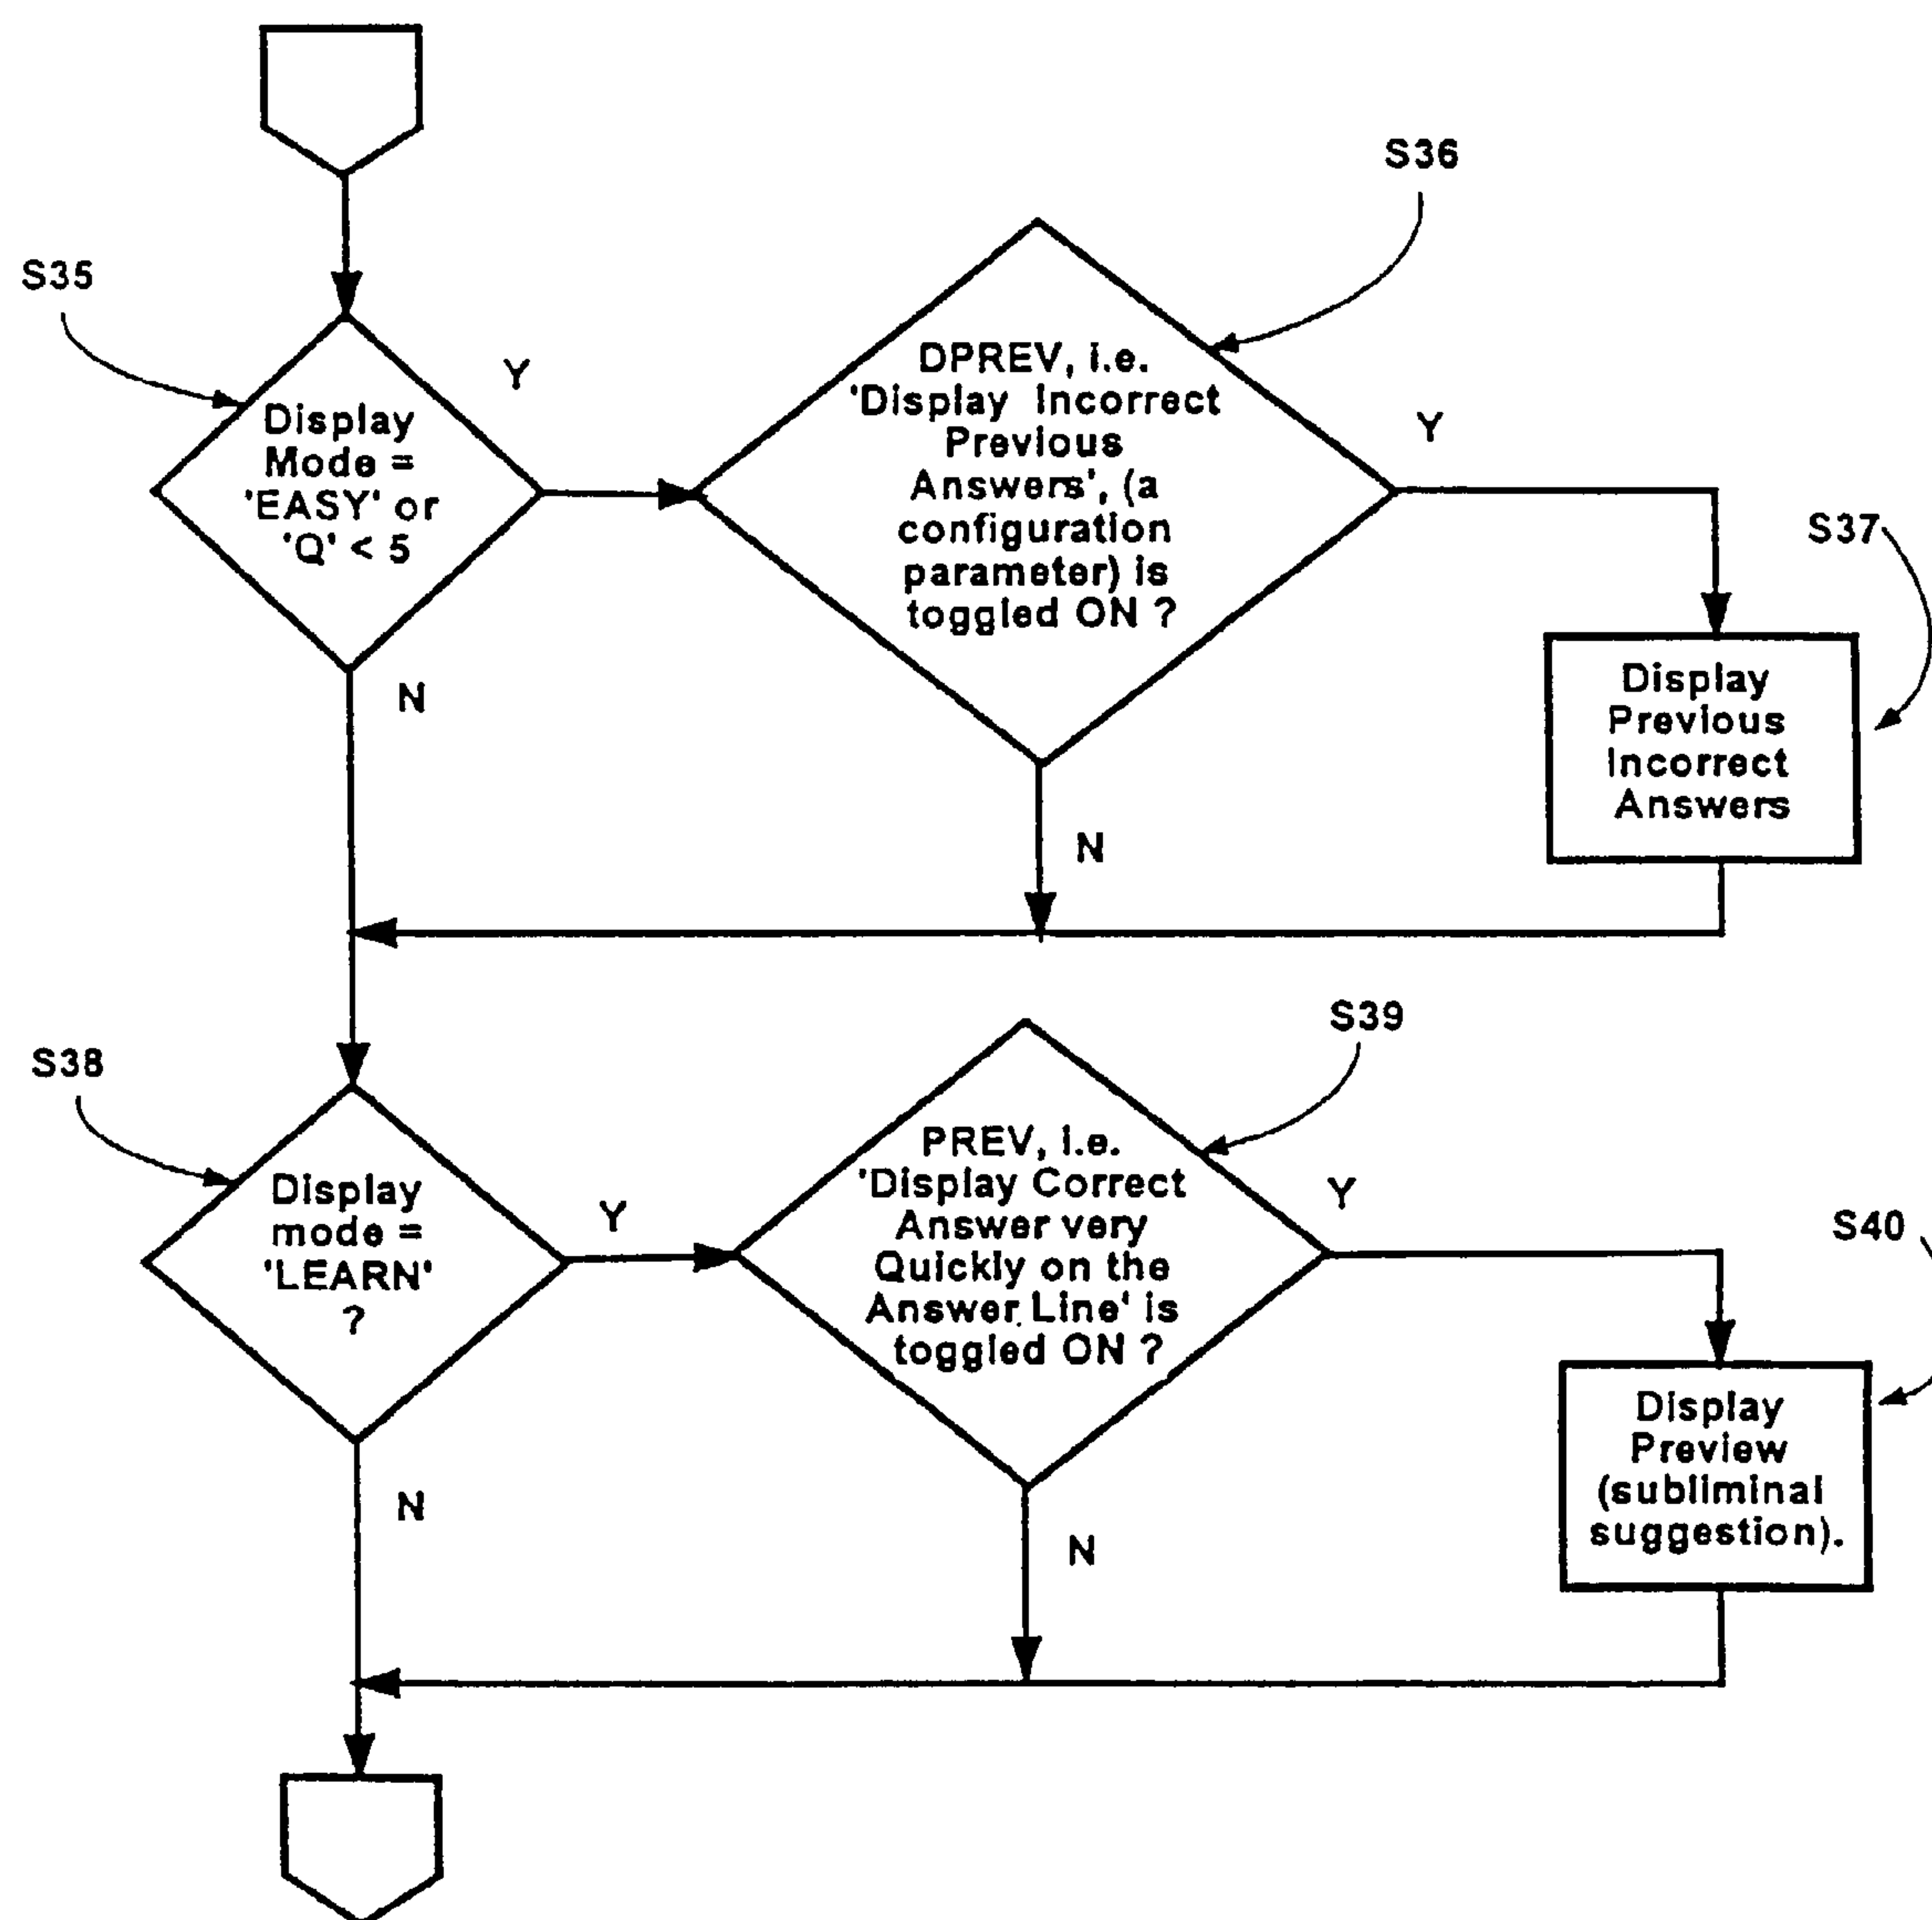 S36
S35
Y
Display
Mode =
'EASY' or
'Q' < 5
DPREV, i.e.
'Display Incorrect
Previous
Answers', (a
configuration
parameter) is
toggled ON ?
Y
S37
N
Display
Previous
Incorrect
Answers
N
S39
S38
Display
mode =
'LEARN'
?
Y
PREV, i.e.
'Display Correct
Answer very
Quickly on the
Answer Line' is
toggled ON ?
Y
S40
Display
Preview
(subliminal
suggestion).
N
N